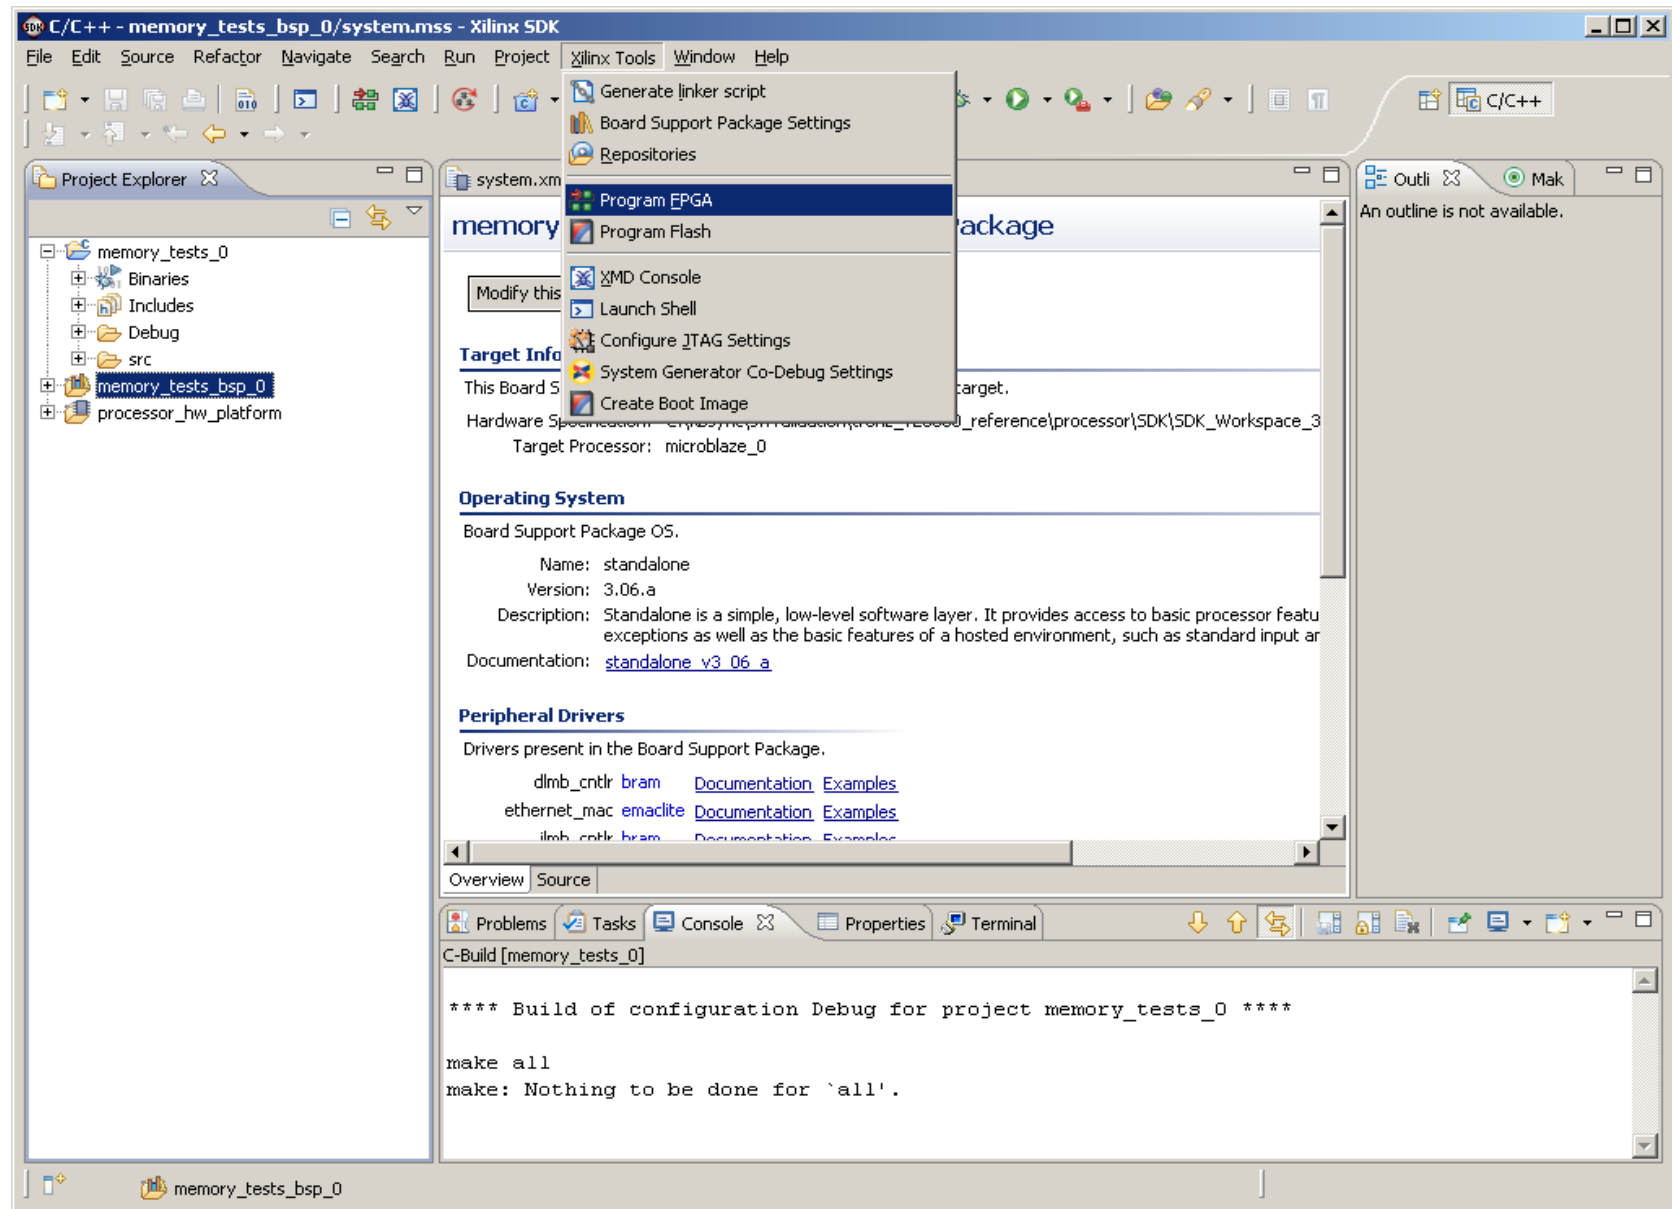 C/C++ - memory_tests_bsp_0/system.mss - Xilinx SDK
File Edit Source Refactor Navigate Search Run Project Xilinx Tools Window Help
Generate linker script
Board Support Package Settings
Repositories
Program FPGA
Program Flash
XMD Console
Launch Shell
Configure JTAG Settings
System Generator Co-Debug Settings
Create Boot Image
C/C++
Project Explorer
memory_tests_0
Binaries
Includes
Debug
src
memory_tests_bsp_0
processor_hw_platform
system.xm
memory ackage
Modify this
Target Info
This Board S target.
Hardware _reference\processor\SDK\SDK_Workspace_3
Target Processor: microblaze_0
Operating System
Board Support Package OS.
Name: standalone
Version: 3.06.a
Description: Standalone is a simple, low-level software layer. It provides access to basic processor featu
exceptions as well as the basic features of a hosted environment, such as standard input ar
Documentation: standalone_v3_06_a
Peripheral Drivers
Drivers present in the Board Support Package.
dlmb_cntlr bram Documentation Examples
ethernet_mac emaclite Documentation Examples
ilmb_cntlr bram Documentation Examples
Overview Source
Outli Mak
An outline is not available.
Problems Tasks Console Properties Terminal
C-Build [memory_tests_0]
**** Build of configuration Debug for project memory_tests_0 ****
make all
make: Nothing to be done for `all'.
memory_tests_bsp_0